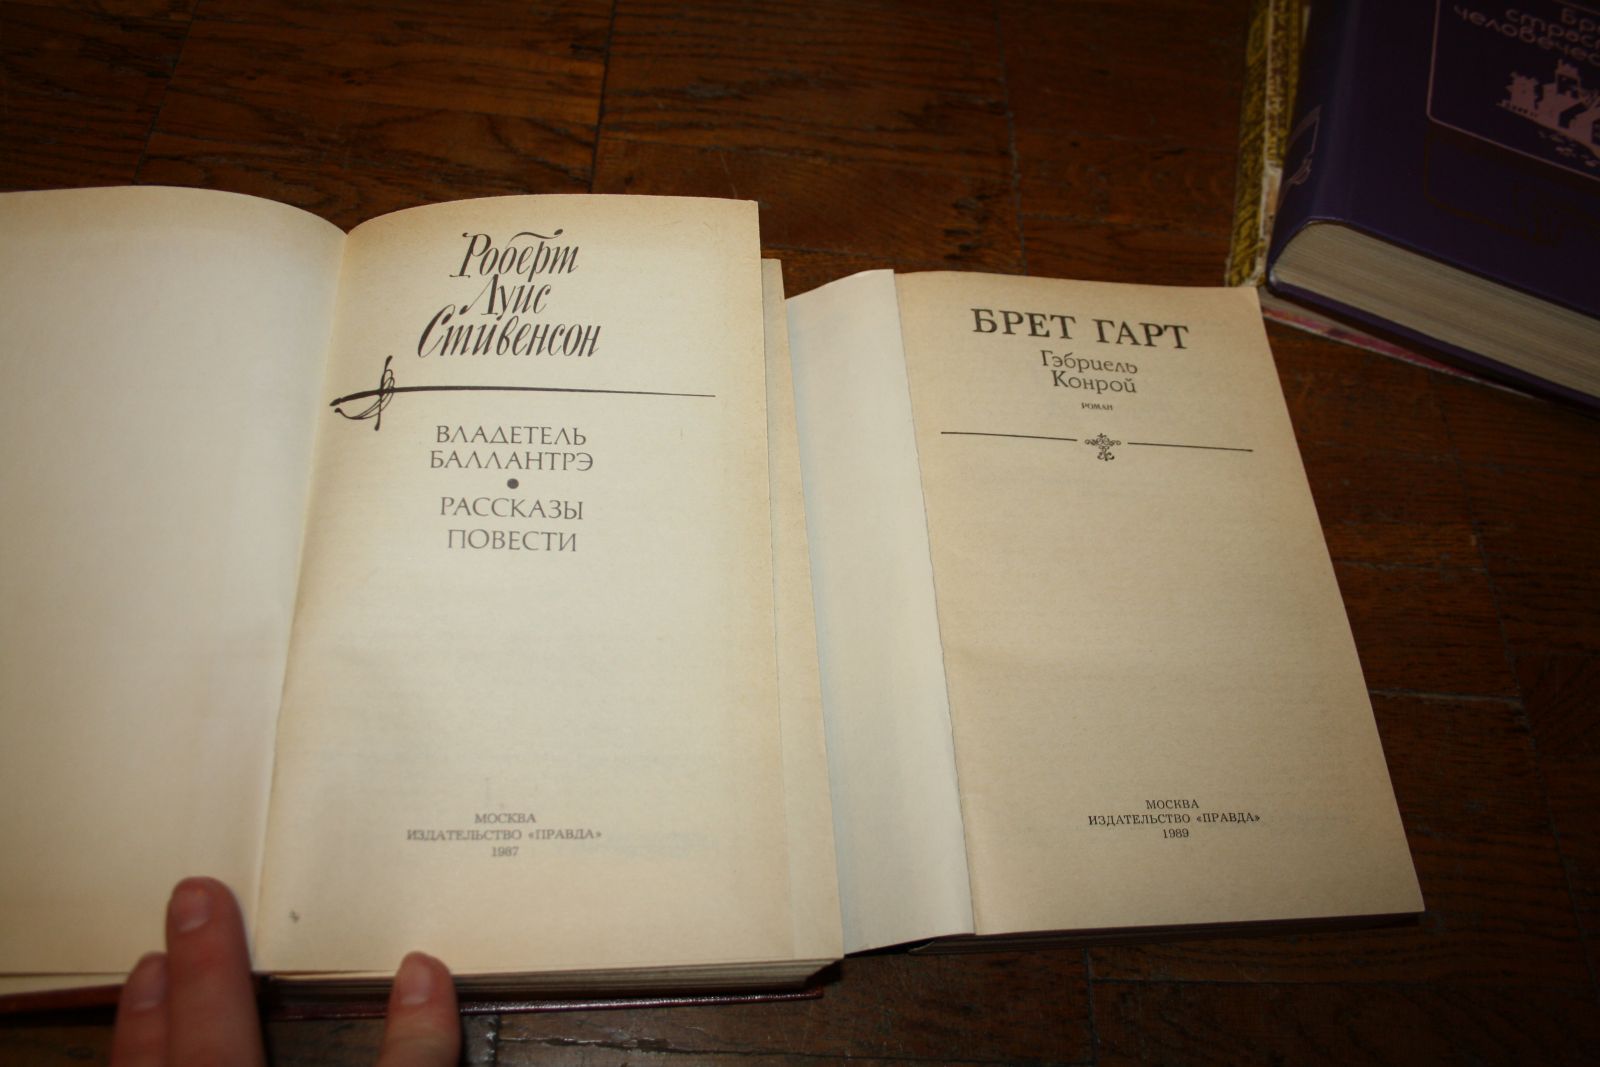 Роберт
Луис
Стивенсон
ВЛАДЕТЕЛЬ
БАЛЛАНТРЭ
•
РАССКАЗЫ
ПОВЕСТИ
МОСКВА
ИЗДАТЕЛЬСТВО «ПРАВДА»
1987
БРЕТ ГАРТ
Гэбриель
Конрой
РОМАН
МОСКВА
ИЗДАТЕЛЬСТВО «ПРАВДА»
1989